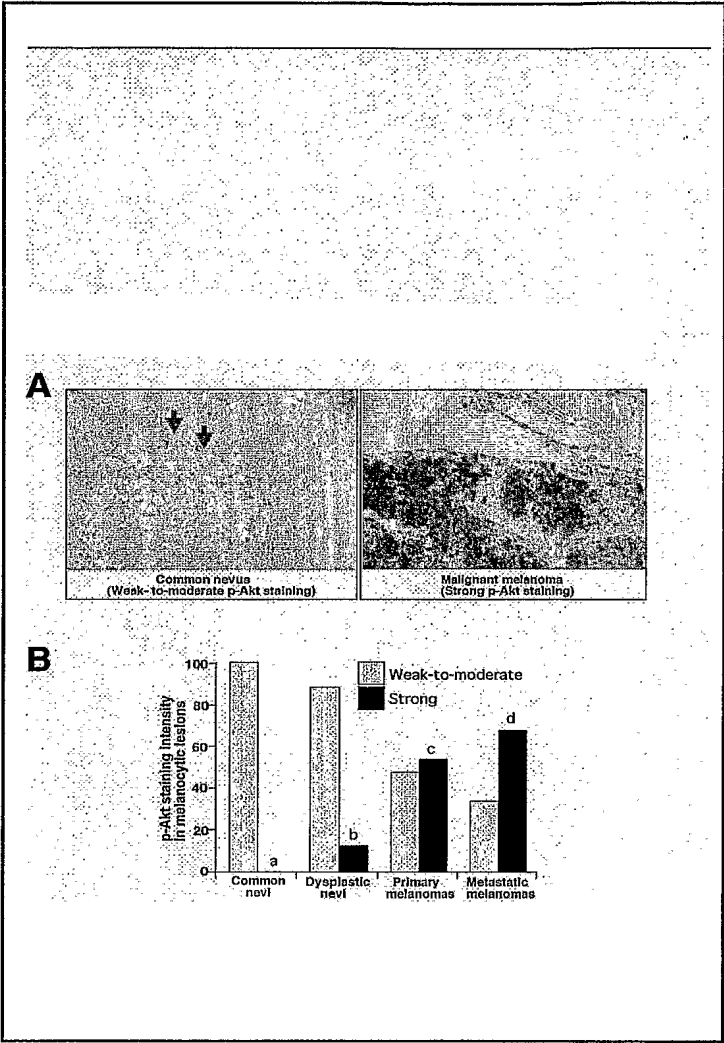 A
Common nevus
(Weak- to-moderate p-Akt staining)
Malignant melanoma
(Strong p-Akt staining)
B
p-Akt staining intensity
in melanocytic lesions
100
80
60
40
20
0
Weak-to-moderate
Strong
a
b
c
d
Common
nevi
Dysplastic
nevi
Primary
melanomas
Metastatic
melanomas